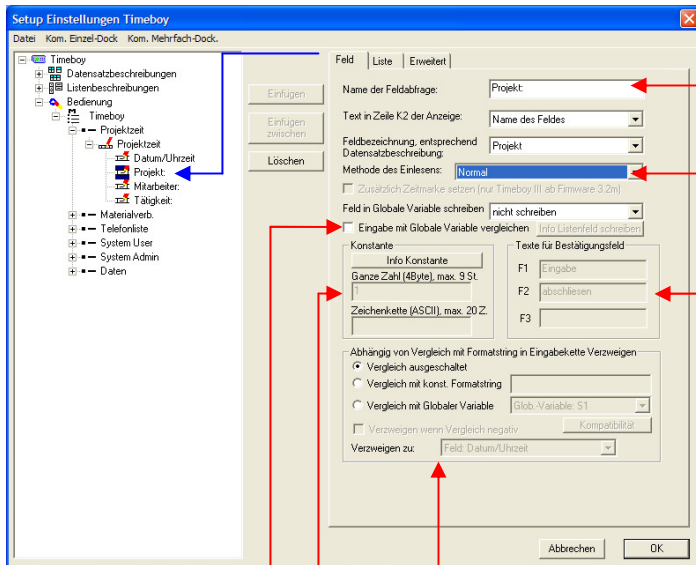 Setup Einstellungen Timeboy
Datei Kom. Einzel-Dock Kom. Mehrfach-Dock.
Timeboy
Datensatzbeschreibungen
Listenbeschreibungen
Bedienung
Timeboy
Projektzeit
Projektzeit
Datum/Uhrzeit
Projekt:
Mitarbeiter:
Tätigkeit:
Materialverb.
Telefonliste
System User
System Admin
Daten
Einfügen
Einfügen
zwischen
Löschen
Feld Liste Erweitert
Name der Feldabfrage: Projekt:
Text in Zeile K2 der Anzeige: Name des Feldes
Feldbezeichnung, entsprechend
Datensatzbeschreibung: Projekt
Methode des Einlesens: Normal
Zusätzlich Zeitmarke setzen (nur Timeboy III ab Firmware 3.2m)
Feld in Globale Variable schreiben nicht schreiben
Eingabe mit Globale Variable vergleichen Info Listenfeld schreiben
Konstante
Info Konstante
Ganze Zahl (4Byte), max. 9 St.
1
Zeichenkette (ASCII), max. 20 Z.
Texte für Bestätigungsfeld
F1 Eingabe
F2 abschliesen
F3
Abhängig von Vergleich mit Formatstring in Eingabekette Verzweigen
Vergleich ausgeschaltet
Vergleich mit konst. Formatstring
Vergleich mit Globaler Variable Glob.-Variable: S1
Verzweigen wenn Vergleich negativ Kompatibilität
Verzweigen zu: Feld: Datum/Uhrzeit
Abbrechen OK